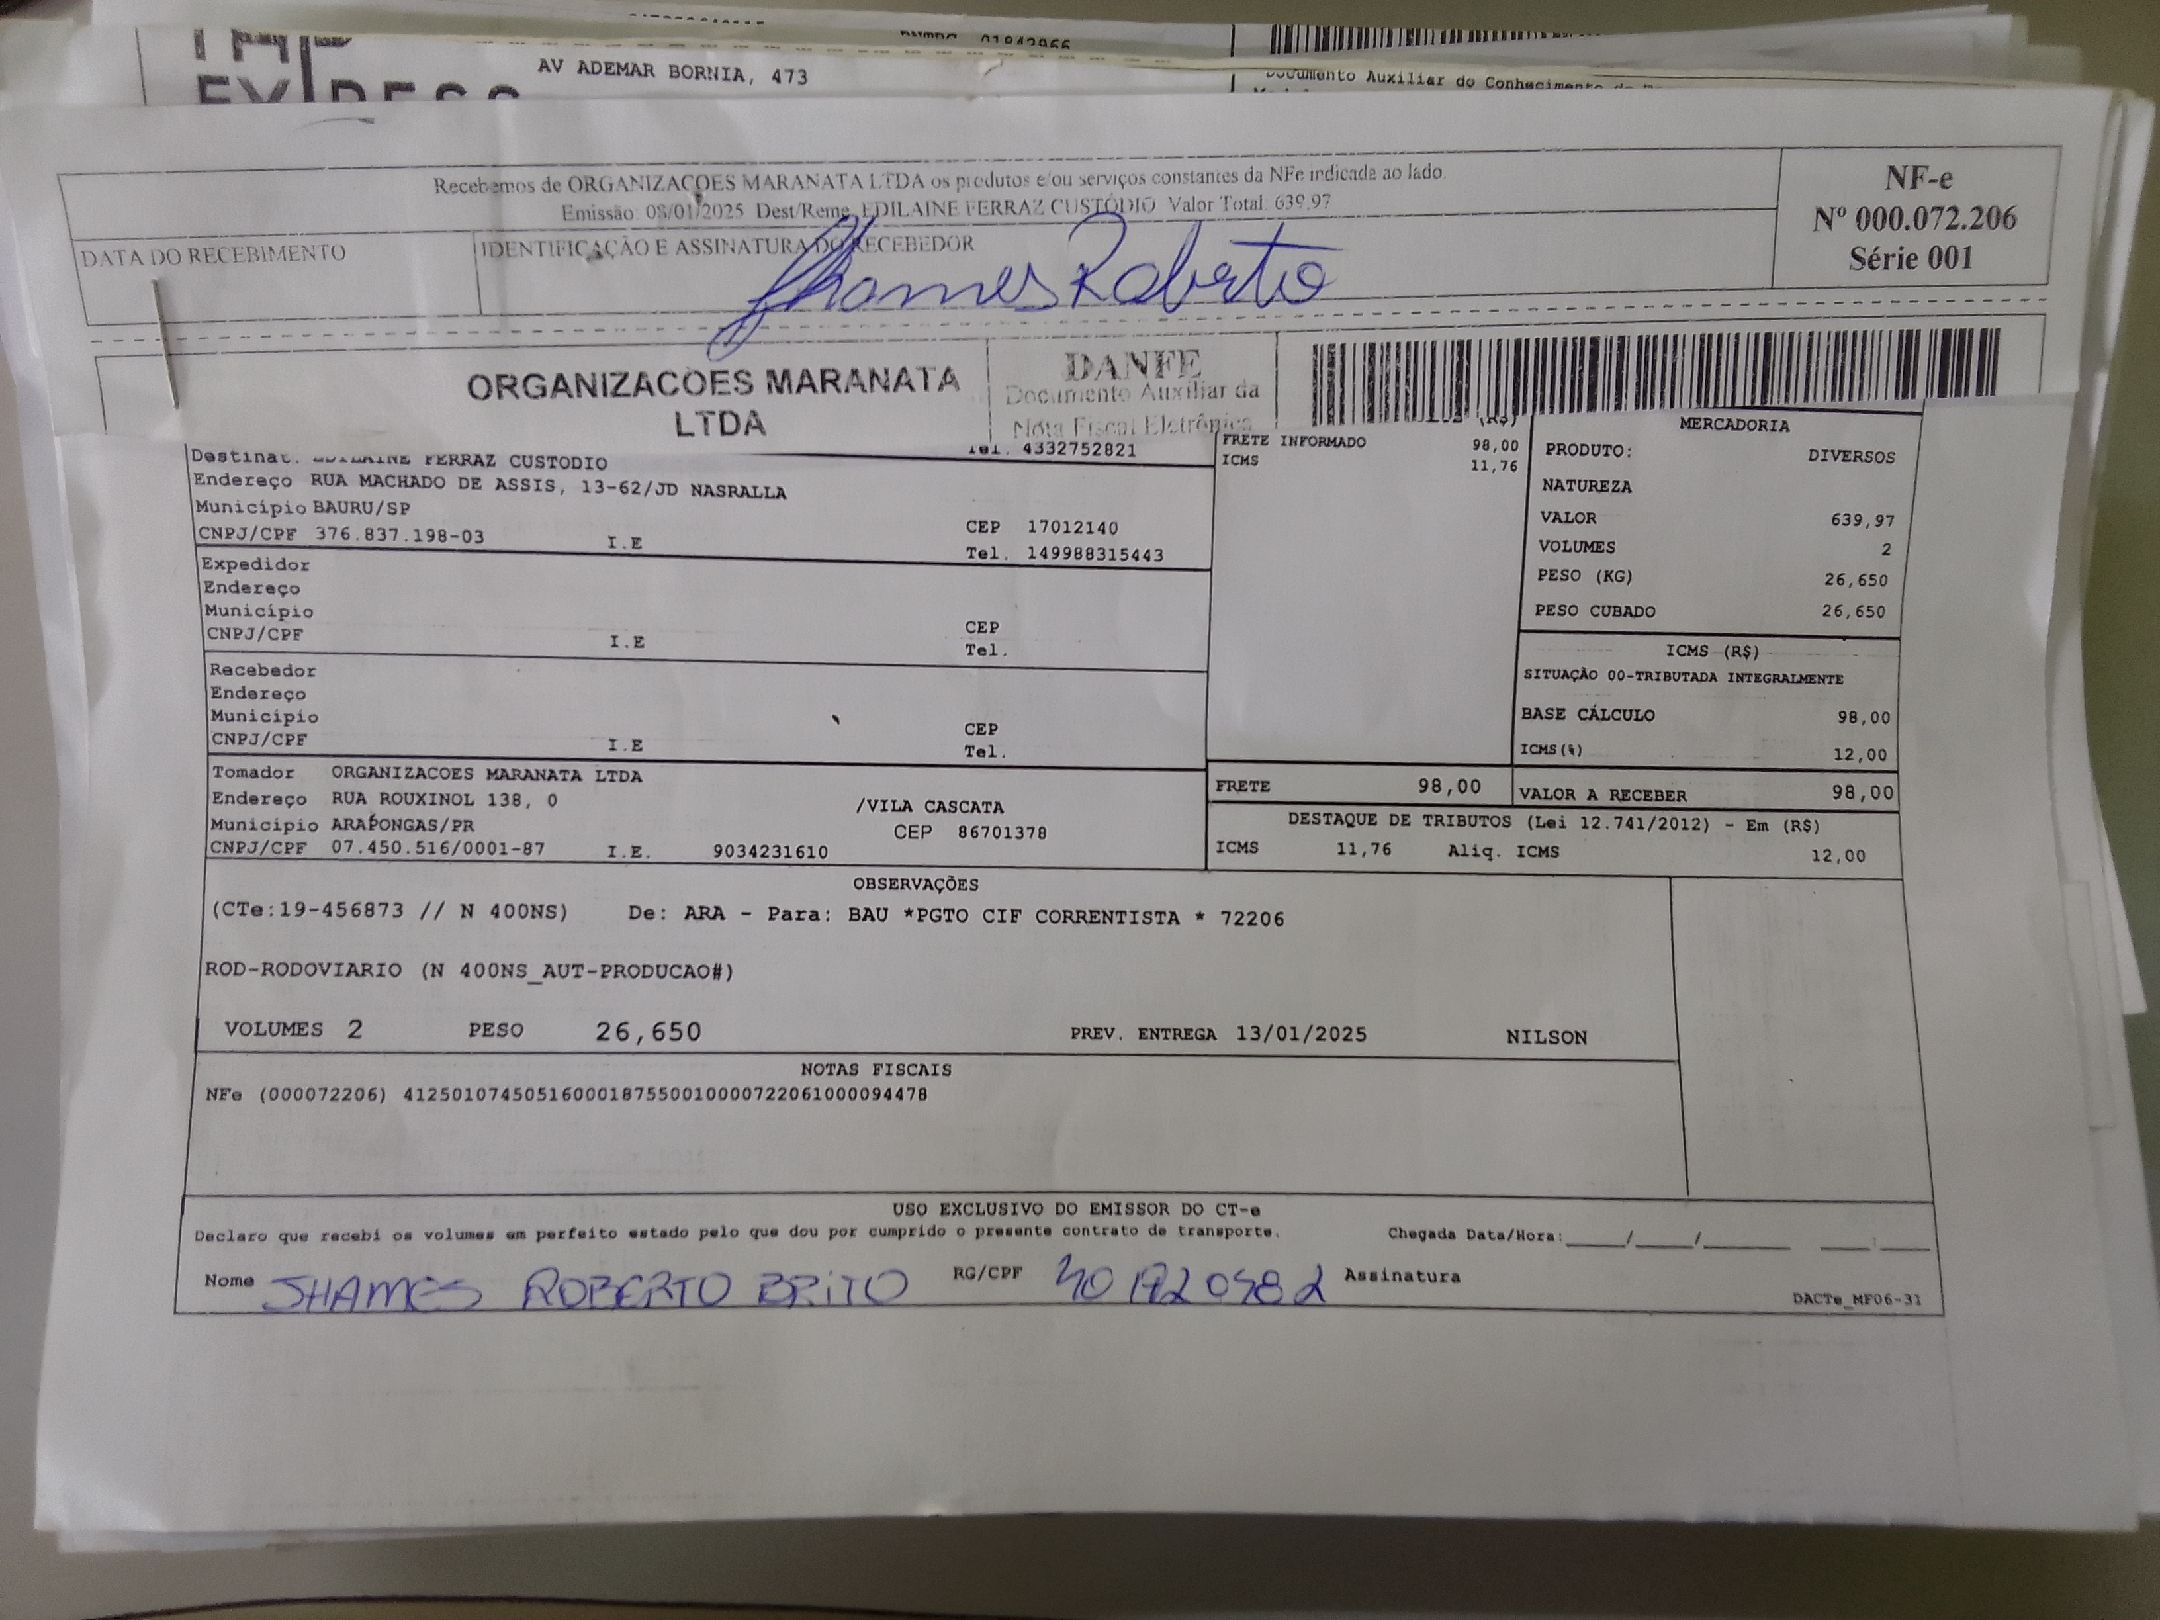 AV ADEMAR BORNIA, 473
Documento Auxiliar do Conhecimento de
Recebemos de ORGANIZACOES MARANATA LTDA os produtos e/ou serviços constantes da NFe indicada ao lado.
Emissão: 08/01/2025 Dest/Reme. EDILAINE FERRAZ CUSTÓDIO Valor Total: 639,97
NF-e
Nº 000.072.206
Série 001
DATA DO RECEBIMENTO
IDENTIFICAÇÃO E ASSINATURA DO RECEBEDOR
Jhames Roberto
ORGANIZACOES MARANATA
LTDA
DANFE
Documento Auxiliar da
Nota Fiscal Eletrônica
Destinat. EDILAINE FERRAZ CUSTODIO Tel. 4332752821
Endereço RUA MACHADO DE ASSIS, 13-62/JD NASRALLA
Município BAURU/SP CEP 17012140
CNPJ/CPF 376.837.198-03 I.E Tel. 149988315443
Expedidor
Endereço
Município CEP
CNPJ/CPF I.E Tel.
Recebedor
Endereço
Município CEP
CNPJ/CPF I.E Tel.
Tomador ORGANIZACOES MARANATA LTDA
Endereço RUA ROUXINOL 138, 0 /VILA CASCATA
Município ARAPONGAS/PR CEP 86701378
CNPJ/CPF 07.450.516/0001-87 I.E. 9034231610
(R$)
FRETE INFORMADO 98,00
ICMS 11,76
FRETE 98,00
MERCADORIA
PRODUTO: DIVERSOS
NATUREZA
VALOR 639,97
VOLUMES 2
PESO (KG) 26,650
PESO CUBADO 26,650
ICMS (R$)
SITUAÇÃO 00-TRIBUTADA INTEGRALMENTE
BASE CÁLCULO 98,00
ICMS(%) 12,00
VALOR A RECEBER 98,00
DESTAQUE DE TRIBUTOS (Lei 12.741/2012) - Em (R$)
ICMS 11,76 Aliq. ICMS 12,00
OBSERVAÇÕES
(CTe:19-456873 // N 400NS) De: ARA - Para: BAU *PGTO CIF CORRENTISTA * 72206
ROD-RODOVIARIO (N 400NS_AUT-PRODUCAO#)
VOLUMES 2 PESO 26,650 PREV. ENTREGA 13/01/2025 NILSON
NOTAS FISCAIS
NFe (000072206) 41250107450516000187550010000722061000094478
USO EXCLUSIVO DO EMISSOR DO CT-e
Declaro que recebi os volumes em perfeito estado pelo que dou por cumprido o presente contrato de transporte. Chegada Data/Hora:____/____/______ ____:____
Nome JHAMES ROBERTO BRITO RG/CPF 401920482 Assinatura
DACTe_MF06-31